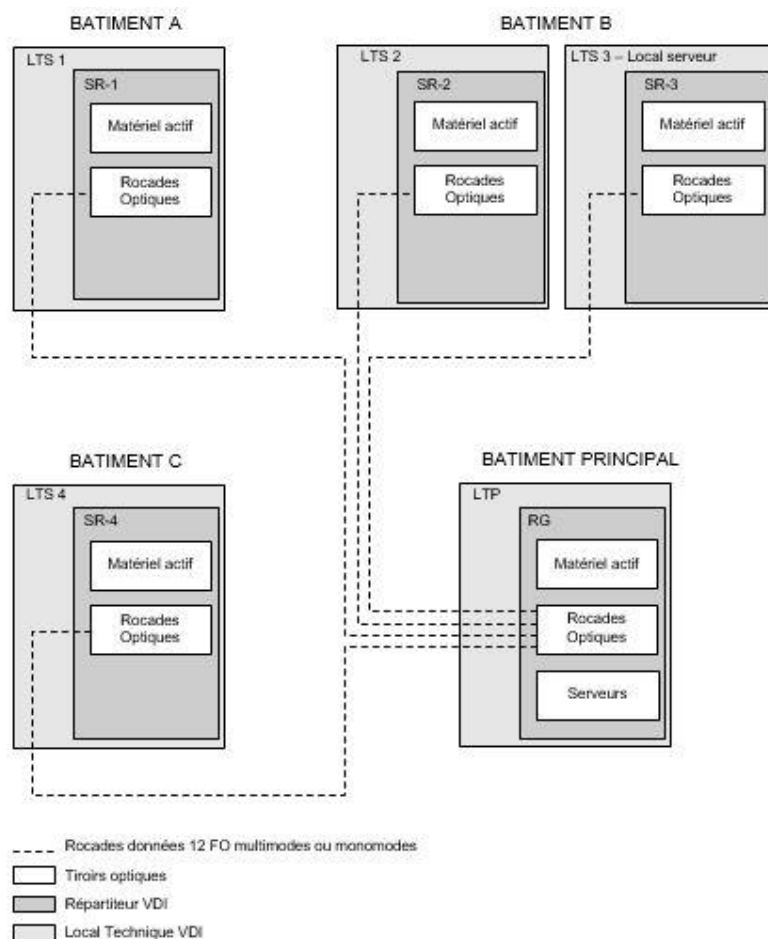 BATIMENT A
BATIMENT B
LTS 1
SR-1
Matériel actif
Rocades
Optiques
LTS 2
SR-2
Matériel actif
Rocades
Optiques
LTS 3 – Local serveur
SR-3
Matériel actif
Rocades
Optiques
BATIMENT C
LTS 4
SR-4
Matériel actif
Rocades
Optiques
BATIMENT PRINCIPAL
LTP
RG
Matériel actif
Rocades
Optiques
Serveurs
Rocades données 12 FO multimodes ou monomodes
Tiroirs optiques
Répartiteur VDI
Local Technique VDI